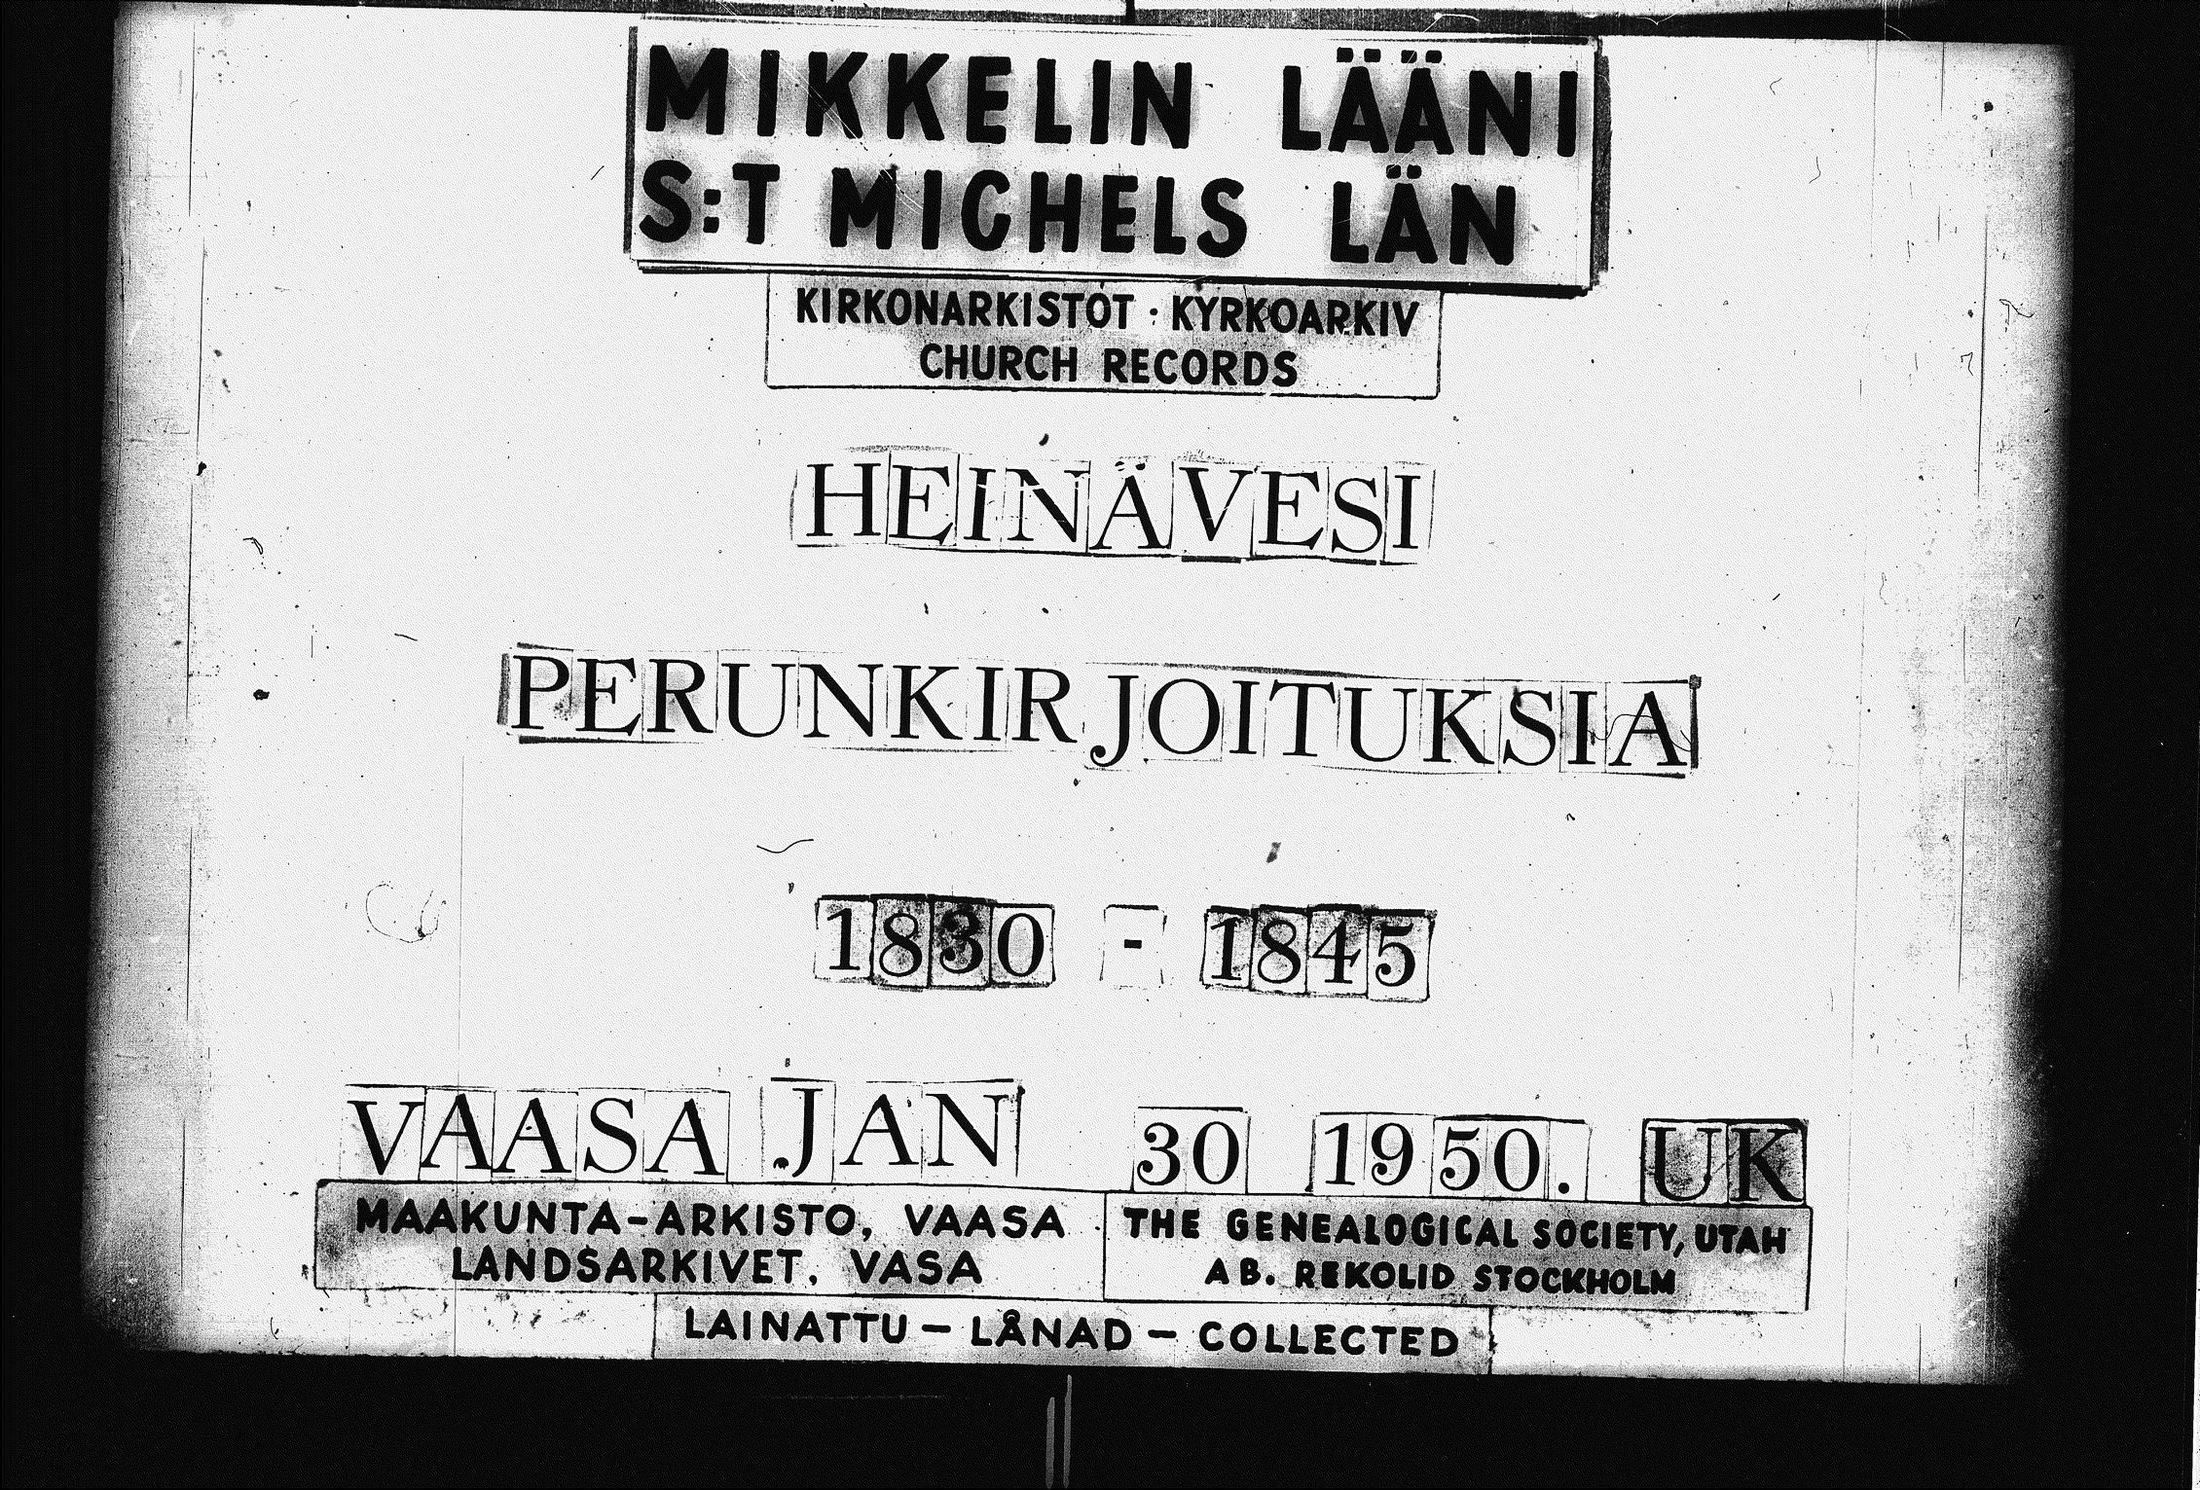 MIKKELIN LÄÄNI
S:T MICHELS LÄN
KIRKONARKISTOT · KYRKOARKIV
CHURCH RECORDS
HEINÄVESI
PERUNKIRJOITUKSIA
1830 - 1845
VAASA JAN 30 1950. UK
MAAKUNTA-ARKISTO, VAASA
LANDSARKIVET, VASA
THE GENEALOGICAL SOCIETY, UTAH
AB. REKOLID STOCKHOLM
LAINATTU - LÅNAD - COLLECTED